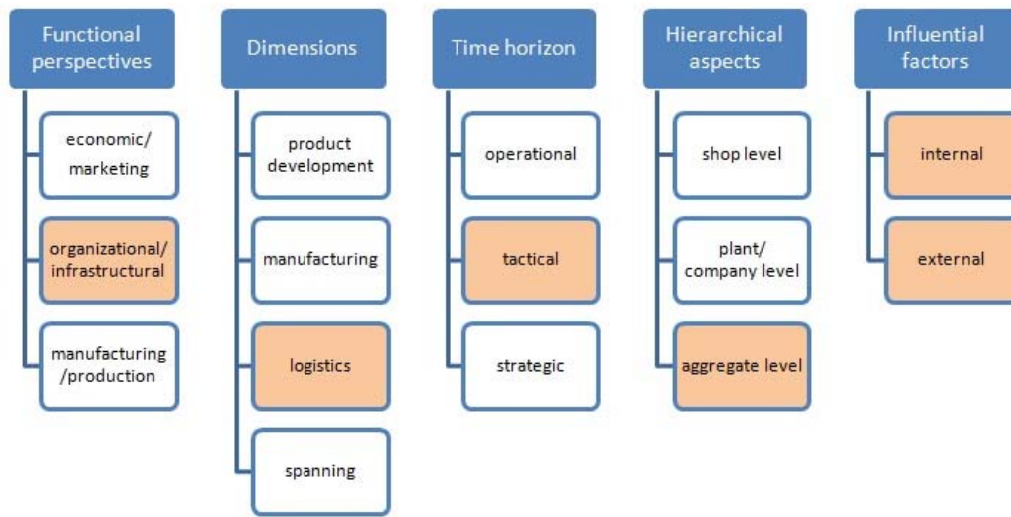 Functional
perspectives
economic/
marketing
organizational/
infrastructural
manufacturing
/production
Dimensions
product
development
manufacturing
logistics
spanning
Time horizon
operational
tactical
strategic
Hierarchical
aspects
shop level
plant/
company level
aggregate level
Influential
factors
internal
external